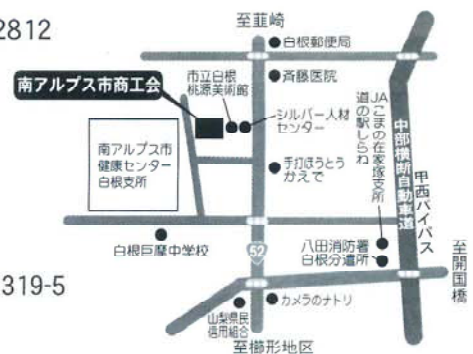 2812
至韮崎
白根郵便局
南アルプス市商工会
市立白根
桃源美術館
斉藤医院
シルバー人材
センター
南アルプス市
健康センター
白根支所
手打ほうとう
かえで
JAこまの在家塚支所
道の駅しらね
中部横断自動車道
甲西バイパス
白根巨摩中学校
52
八田消防署
白根分遣所
至開国橋
319-5
カメラのナトリ
山梨県民
信用組合
至櫛形地区